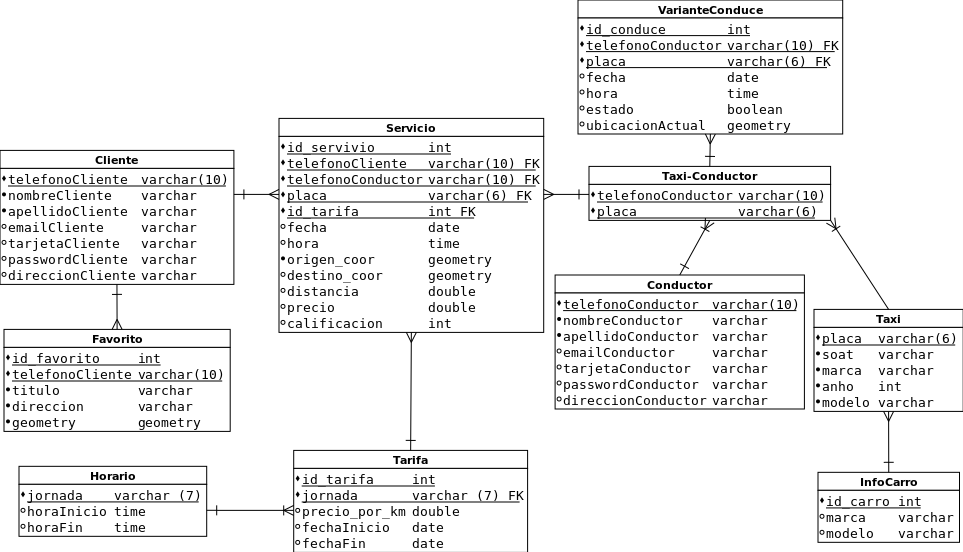 VarianteConduce
id_conduce int
telefonoConductor varchar(10) FK
placa varchar(6) FK
fecha date
hora time
estado boolean
ubicacionActual geometry
Servicio
id_servivio int
telefonoCliente varchar(10) FK
telefonoConductor varchar(10) FK
placa varchar(6) FK
id_tarifa int FK
fecha date
hora time
origen_coor geometry
destino_coor geometry
distancia double
precio double
calificacion int
Cliente
telefonoCliente varchar(10)
nombreCliente varchar
apellidoCliente varchar
emailCliente varchar
tarjetaCliente varchar
passwordCliente varchar
direccionCliente varchar
Taxi-Conductor
telefonoConductor varchar(10)
placa varchar(6)
Conductor
telefonoConductor varchar(10)
nombreConductor varchar
apellidoConductor varchar
emailConductor varchar
tarjetaConductor varchar
passwordConductor varchar
direccionConductor varchar
Taxi
placa varchar(6)
soat varchar
marca varchar
anho int
modelo varchar
Favorito
id_favorito int
telefonoCliente varchar(10)
titulo varchar
direccion varchar
geometry geometry
Horario
jornada varchar (7)
horaInicio time
horaFin time
Tarifa
id_tarifa int
jornada varchar (7) FK
precio_por_km double
fechaInicio date
fechaFin date
InfoCarro
id_carro int
marca varchar
modelo varchar